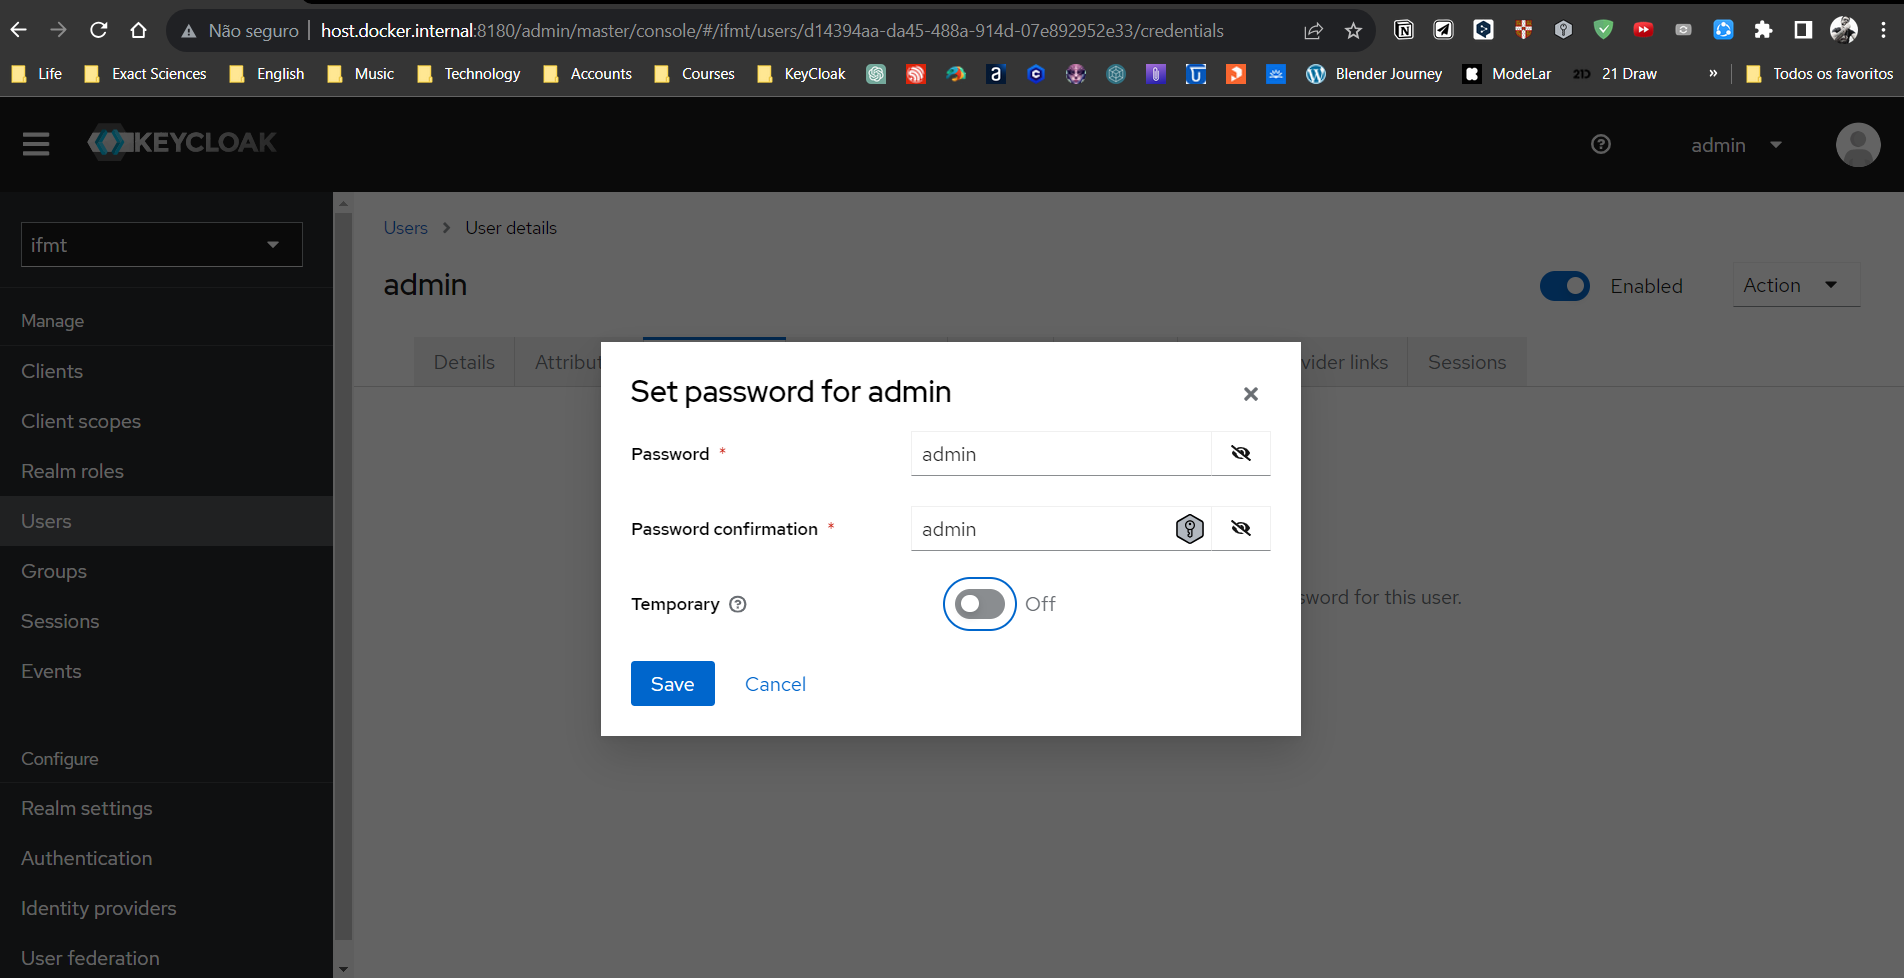 Não seguro host.docker.internal:8180/admin/master/console/#/ifmt/users/d14394aa-da45-488a-914d-07e892952e33/credentials
Life Exact Sciences English Music Technology Accounts Courses KeyCloak Blender Journey ModeLar 21D 21 Draw » Todos os favoritos
KEYCLOAK
admin
ifmt
Manage
Clients
Client scopes
Realm roles
Users
Groups
Sessions
Events
Configure
Realm settings
Authentication
Identity providers
User federation
Users > User details
admin
Enabled
Action
Details Attribut vider links Sessions
sword for this user.
Set password for admin
Password *
admin
Password confirmation *
admin
Temporary
Off
Save Cancel